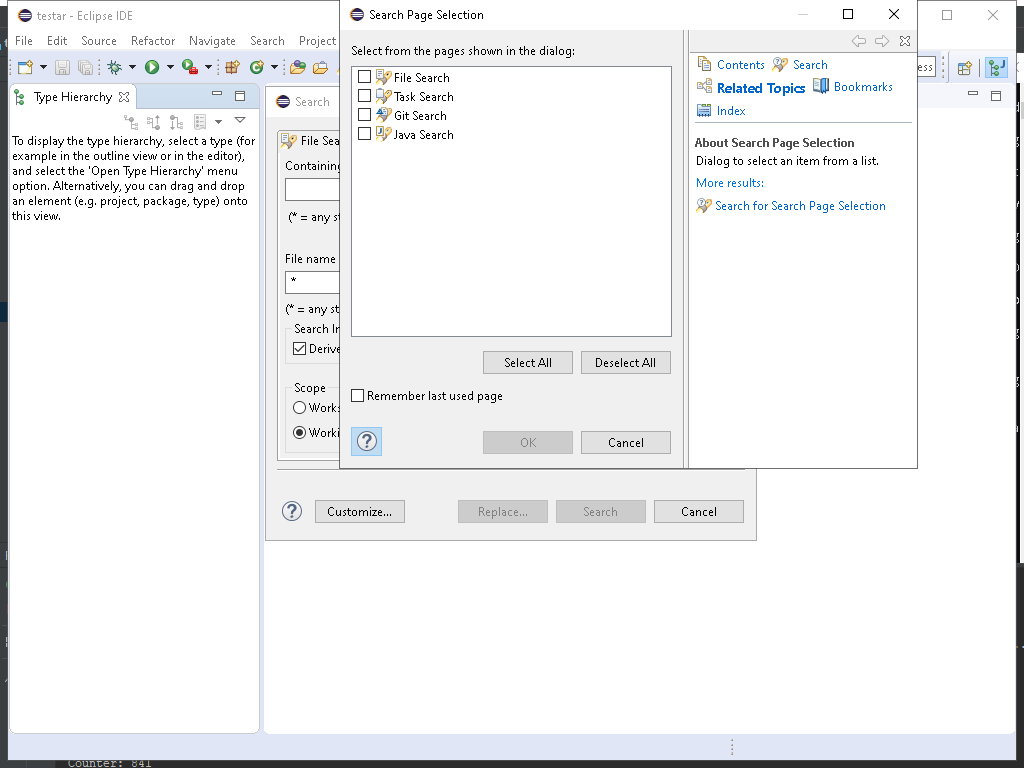 testar - Eclipse IDE
File Edit Source Refactor Navigate Search Project
Type Hierarchy
To display the type hierarchy, select a type (for
example in the outline view or in the editor),
and select the 'Open Type Hierarchy' menu
option. Alternatively, you can drag and drop
an element (e.g. project, package, type) onto
this view.
Search
File Sea
Containing
(* = any st
File name
*
(* = any st
Search In
Derive
Scope
Works
Worki
Customize...
Replace...
Search
Cancel
Search Page Selection
Select from the pages shown in the dialog:
File Search
Task Search
Git Search
Java Search
Select All
Deselect All
Remember last used page
OK
Cancel
Contents
Search
Related Topics
Bookmarks
Index
About Search Page Selection
Dialog to select an item from a list.
More results:
Search for Search Page Selection
ess
Counter: 841